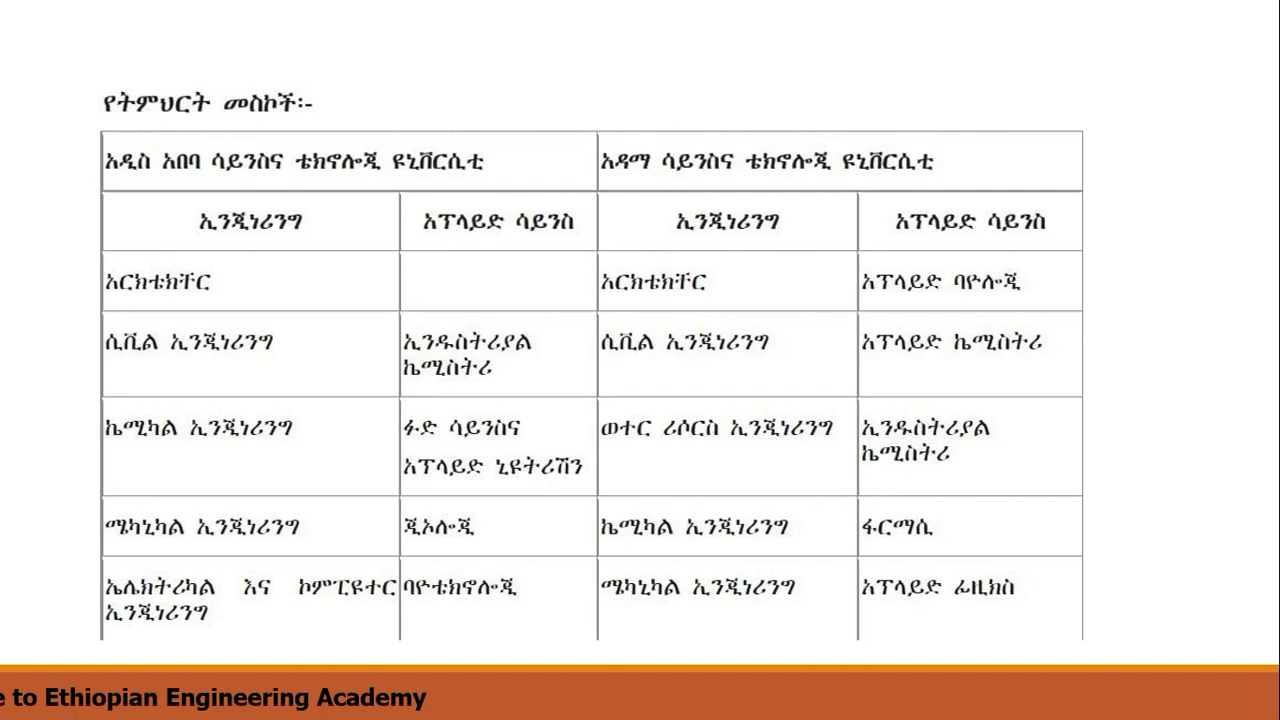 የትምህርት መስኮች፡-
አዲስ አበባ ሳይንስና ቴክኖሎጂ ዩኒቨርሲቲ
አዳማ ሳይንስና ቴክኖሎጂ ዩኒቨርሲቲ
ኢንጂነሪንግ
አፕላይድ ሳይንስ
ኢንጂነሪንግ
አፕላይድ ሳይንስ
አርክቴክቸር
አርክቴክቸር
አፕላይድ ባዮሎጂ
ሲቪል ኢንጂነሪንግ
ኢንዱስትሪያል
ኬሚስትሪ
ሲቪል ኢንጂነሪንግ
አፕላይድ ኬሚስትሪ
ኬሚካል ኢንጂነሪንግ
ፉድ ሳይንስና
አፕላይድ ኒዩትሪሽን
ወተር ሪሶርስ ኢንጂነሪንግ
ኢንዱስትሪያል
ኬሚስትሪ
ሜካኒካል ኢንጂነሪንግ
ጂኦሎጂ
ኬሚካል ኢንጂነሪንግ
ፋርማሲ
ኤሌክትሪካል እና ኮምፒዩተር
ኢንጂነሪንግ
ባዮቴክኖሎጂ
ሜካኒካል ኢንጂነሪንግ
አፕላይድ ፊዚክስ
e to Ethiopian Engineering Academy